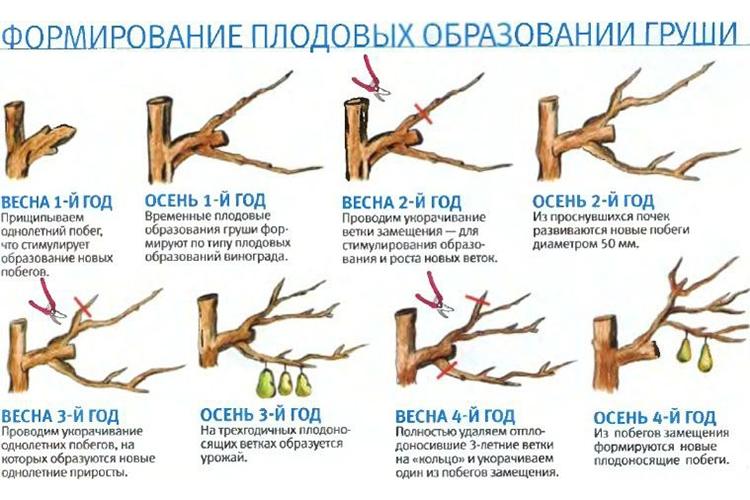 ФОРМИРОВАНИЕ ПЛОДОВЫХ ОБРАЗОВАНИИ ГРУШИ
ВЕСНА 1-Й ГОД
Прищипываем
однолетний побег,
что стимулирует
образование новых
побегов.
ОСЕНЬ 1-Й ГОД
Временные плодовые
образования груши фор-
мируют по типу плодовых
образований винограда.
ВЕСНА 2-Й ГОД
Проводим укорачивание
ветки замещения — для
стимулирования образо-
вания и роста новых веток.
ОСЕНЬ 2-Й ГОД
Из проснувшихся почек
развиваются новые побеги
диаметром 50 мм.
ВЕСНА 3-Й ГОД
Проводим укорачивание
однолетних побегов, на
которых образуются новые
однолетние приросты.
ОСЕНЬ 3-Й ГОД
На трехгодичных плодоно-
сящих ветках образуется
урожай.
ВЕСНА 4-Й ГОД
Полностью удаляем отпло-
доносившие 3-летние ветки
на «кольцо» и укорачиваем
один из побегов замещения.
ОСЕНЬ 4-Й ГОД
Из побегов замещения
формируются новые
плодоносящие побеги.